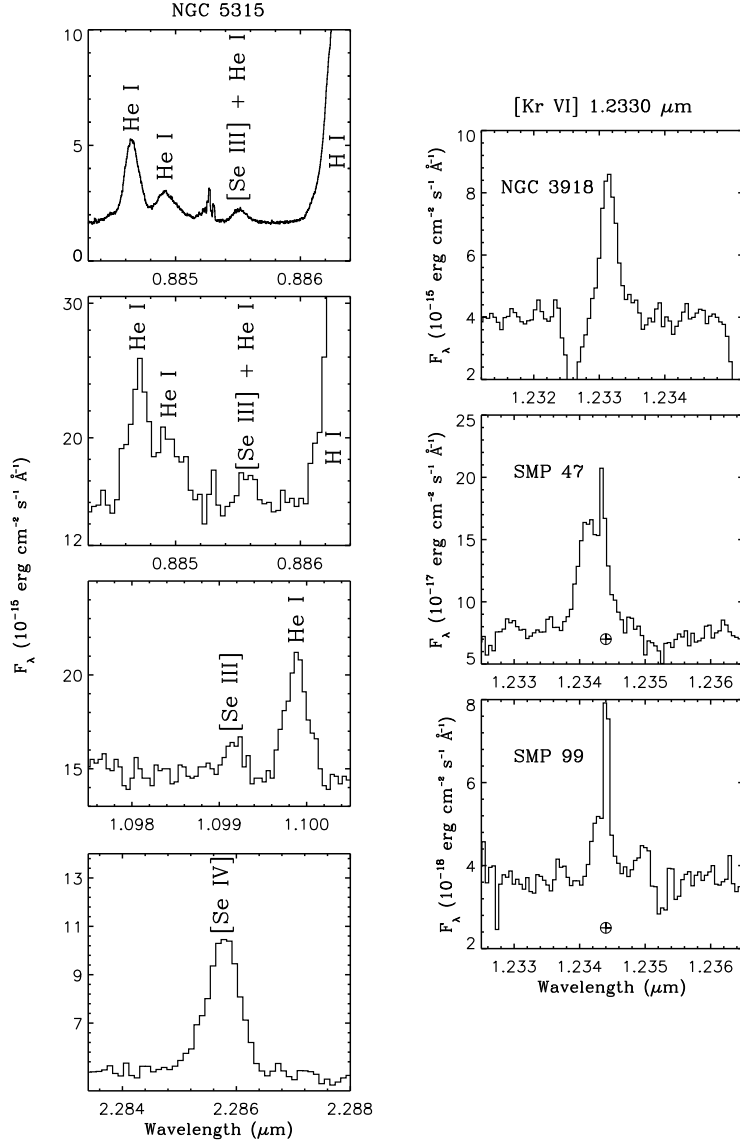 NGC 5315
10
5
0
He I
He I
[Se III] + He I
H I
0.885 0.886
30
20
12
He I
He I
[Se III] + He I
H I
0.885 0.886
F_λ (10⁻¹⁵ erg cm⁻² s⁻¹ Å⁻¹)
20
15
[Se III]
He I
1.098 1.099 1.100
13
11
9
7
[Se IV]
2.284 2.286 2.288
Wavelength (μm)
[Kr VI] 1.2330 μm
F_λ (10⁻¹⁵ erg cm⁻² s⁻¹ Å⁻¹)
10
8
6
4
2
NGC 3918
1.232 1.233 1.234
F_λ (10⁻¹⁷ erg cm⁻² s⁻¹ Å⁻¹)
25
20
15
10
5
SMP 47
⊕
1.233 1.234 1.235 1.236
F_λ (10⁻¹⁸ erg cm⁻² s⁻¹ Å⁻¹)
8
6
4
2
SMP 99
⊕
1.233 1.234 1.235 1.236
Wavelength (μm)